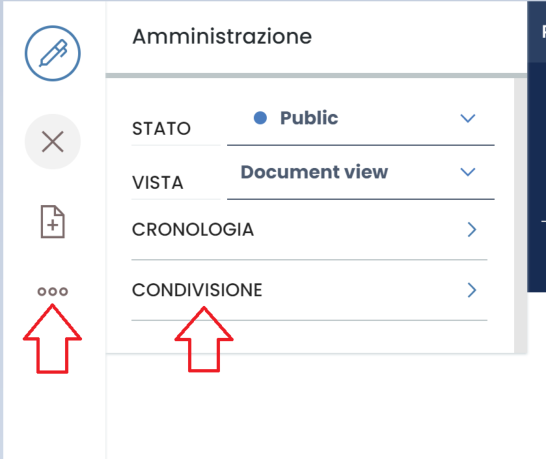 Amministrazione
STATO
Public
VISTA
Document view
CRONOLOGIA
CONDIVISIONE